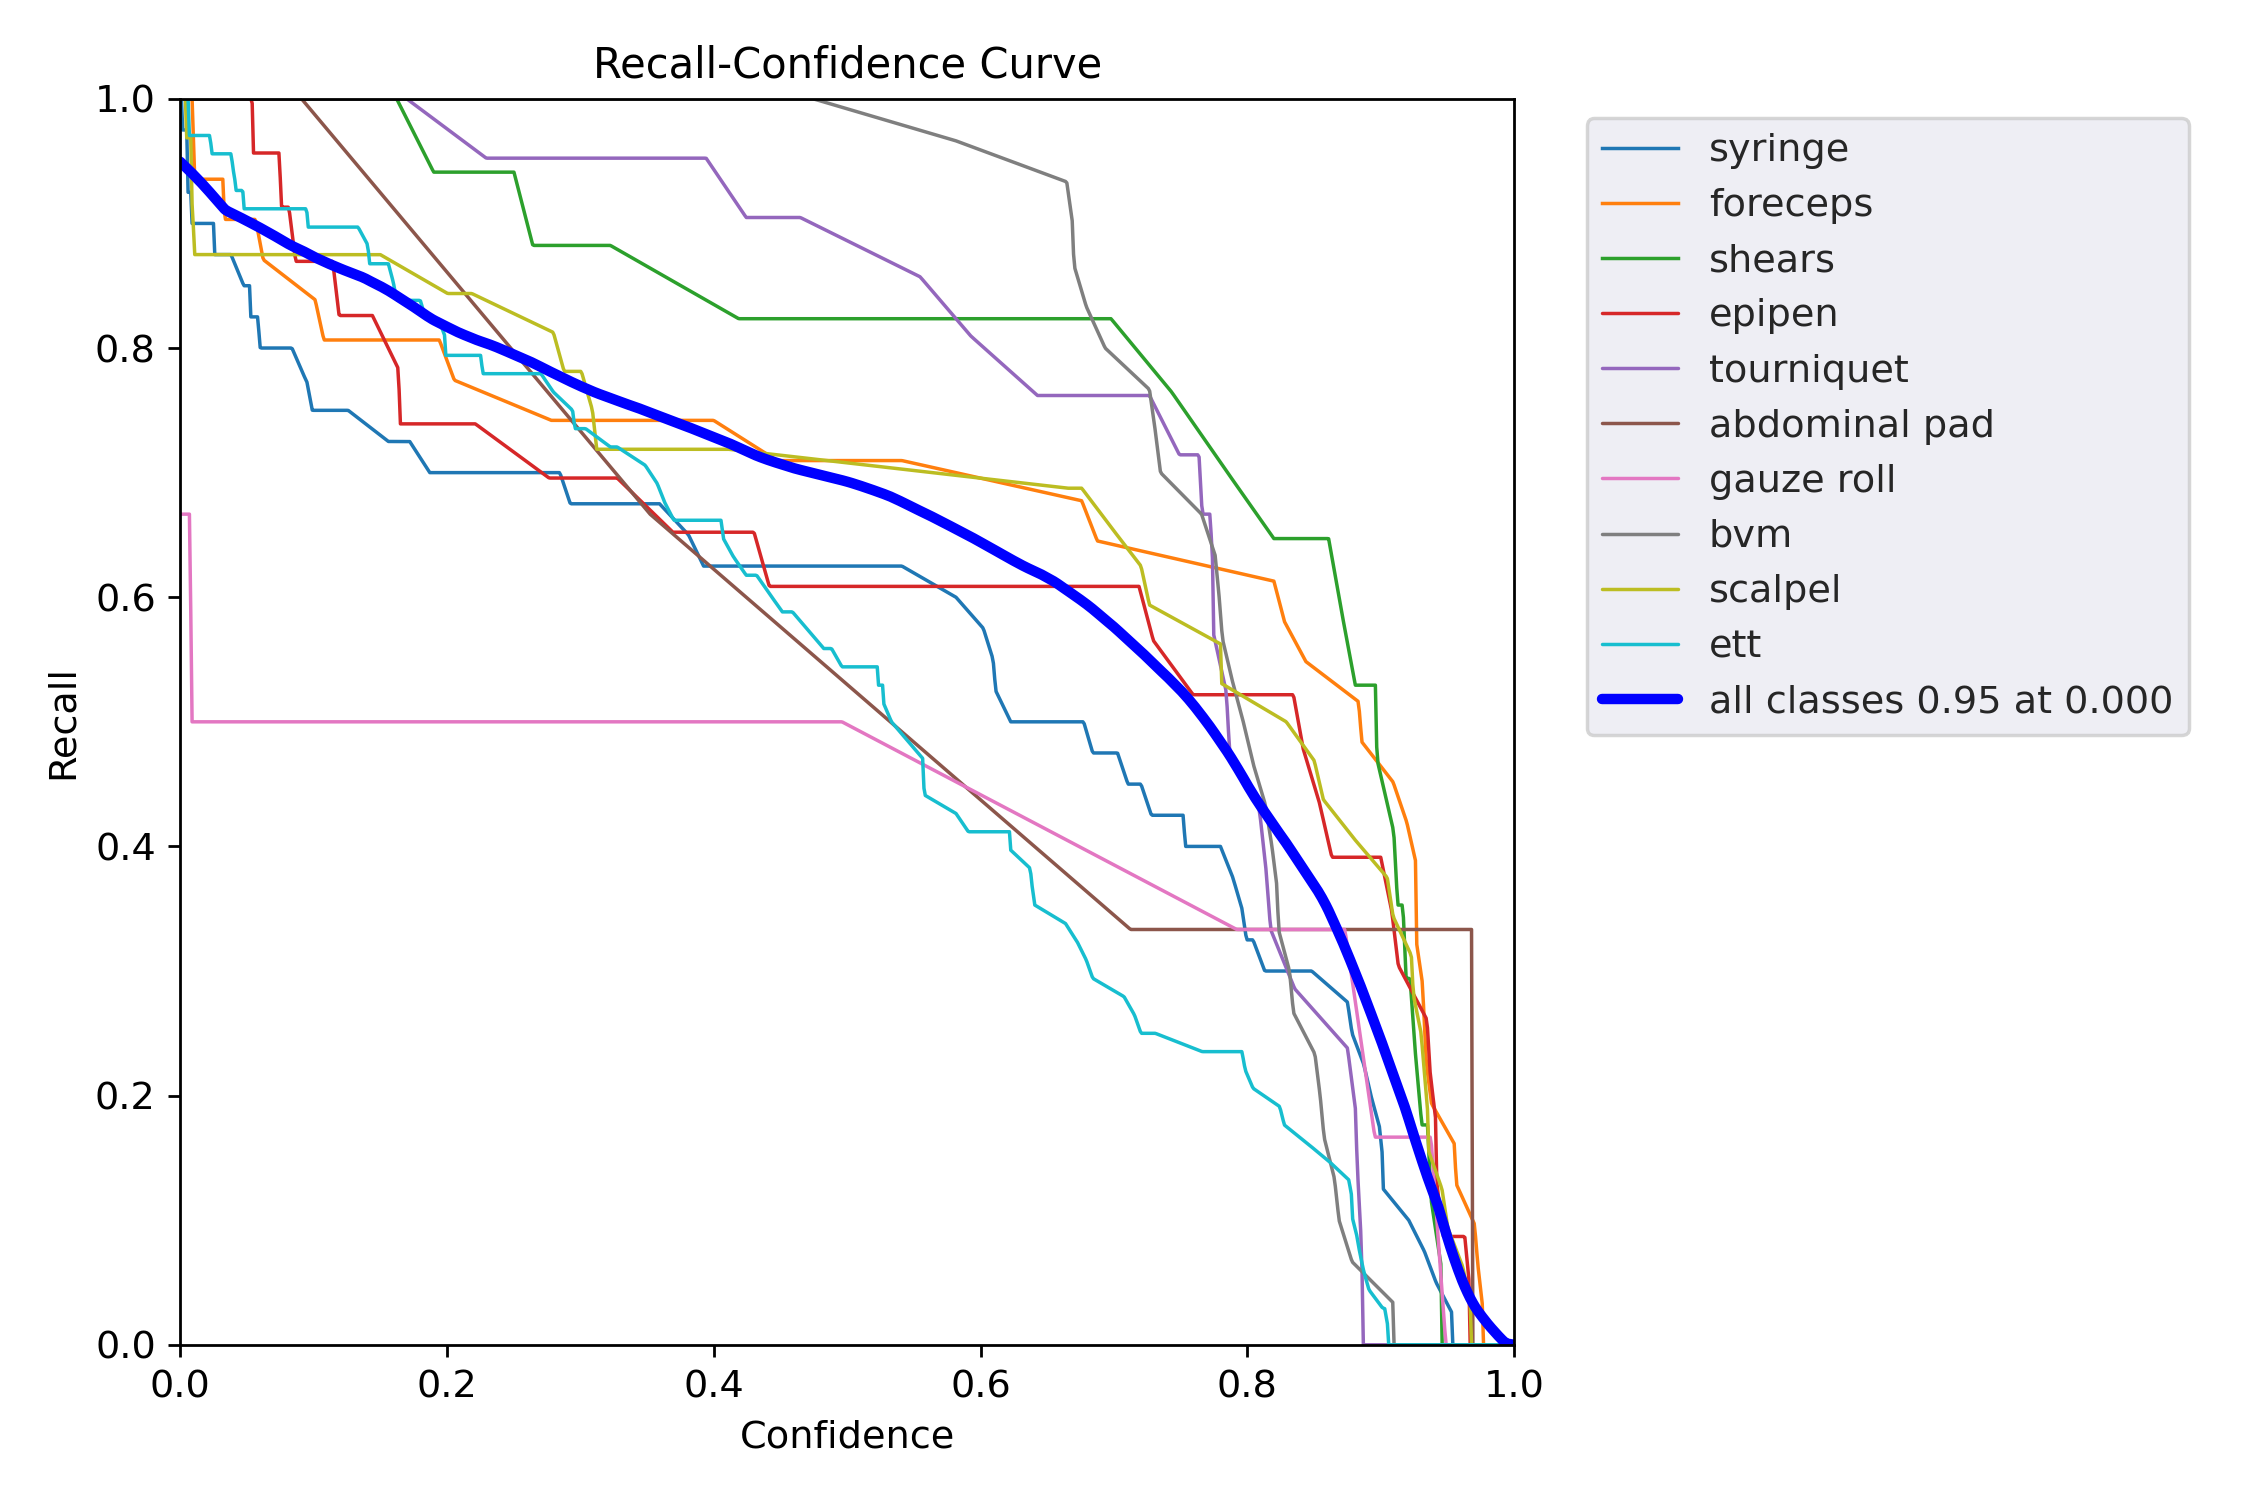 Recall-Confidence Curve
1.0
0.8
0.6
0.4
0.2
0.0
Recall
0.0 0.2 0.4 0.6 0.8 1.0
Confidence
syringe
foreceps
shears
epipen
tourniquet
abdominal pad
gauze roll
bvm
scalpel
ett
all classes 0.95 at 0.000